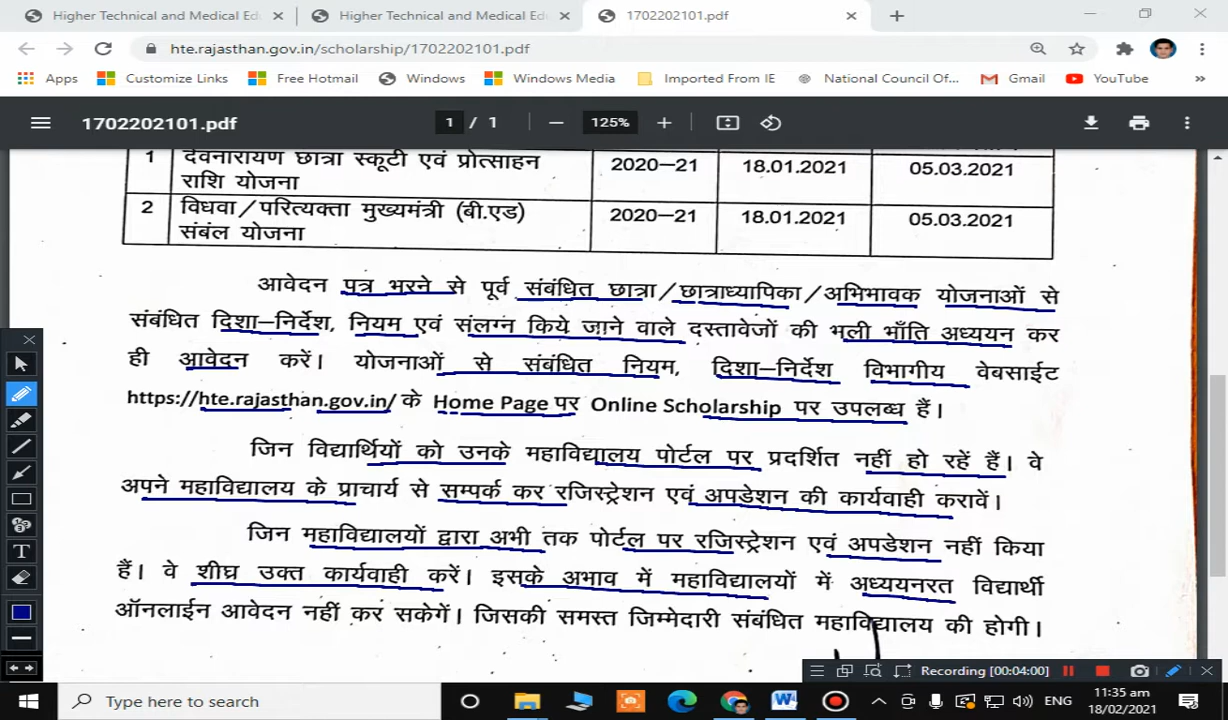 Higher Technical and Medical Edu
Higher Technical and Medical Edu
1702202101.pdf
hte.rajasthan.gov.in/scholarship/1702202101.pdf
Apps
Customize Links
Free Hotmail
Windows
Windows Media
Imported From IE
National Council Of...
Gmail
YouTube
»
1702202101.pdf
1 / 1
125%
1 देवनारायण छात्रा स्कूटी एवं प्रोत्साहन 2020–21 18.01.2021 05.03.2021
राशि योजना
2 विधवा/परित्यक्ता मुख्यमंत्री (बी.एड) 2020–21 18.01.2021 05.03.2021
संबंल योजना
आवेदन पत्र भरने से पूर्व संबंधित छात्रा/छात्राध्यापिका/अभिभावक योजनाओं से
संबंधित दिशा–निर्देश, नियम एवं संलग्न किये जाने वाले दस्तावेजों की भली भाँति अध्ययन कर
ही आवेदन करें। योजनाओं से संबंधित नियम, दिशा–निर्देश विभागीय वेबसाईट
https://hte.rajasthan.gov.in/ के Home Page पर Online Scholarship पर उपलब्ध हैं।
जिन विद्यार्थियों को उनके महाविद्यालय पोर्टल पर प्रदर्शित नहीं हो रहें हैं। वे
अपने महाविद्यालय के प्राचार्य से सम्पर्क कर रजिस्ट्रेशन एवं अपडेशन की कार्यवाही करावें।
जिन महाविद्यालयों द्वारा अभी तक पोर्टल पर रजिस्ट्रेशन एवं अपडेशन नहीं किया
हैं। वे शीघ्र उक्त कार्यवाही करें। इसके अभाव में महाविद्यालयों में अध्ययनरत विद्यार्थी
ऑनलाईन आवेदन नहीं कर सकेगें। जिसकी समस्त जिम्मेदारी संबंधित महाविद्यालय की होगी।
T
Recording [00:04:00]
Type here to search
ENG
11:35 am
18/02/2021